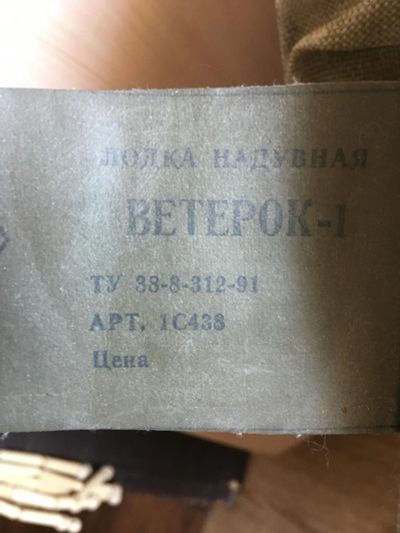 ЛОДКА НАДУВНАЯ
ВЕТЕРОК-1
ТУ 38-8-312-91
АРТ. 1С438
Цена